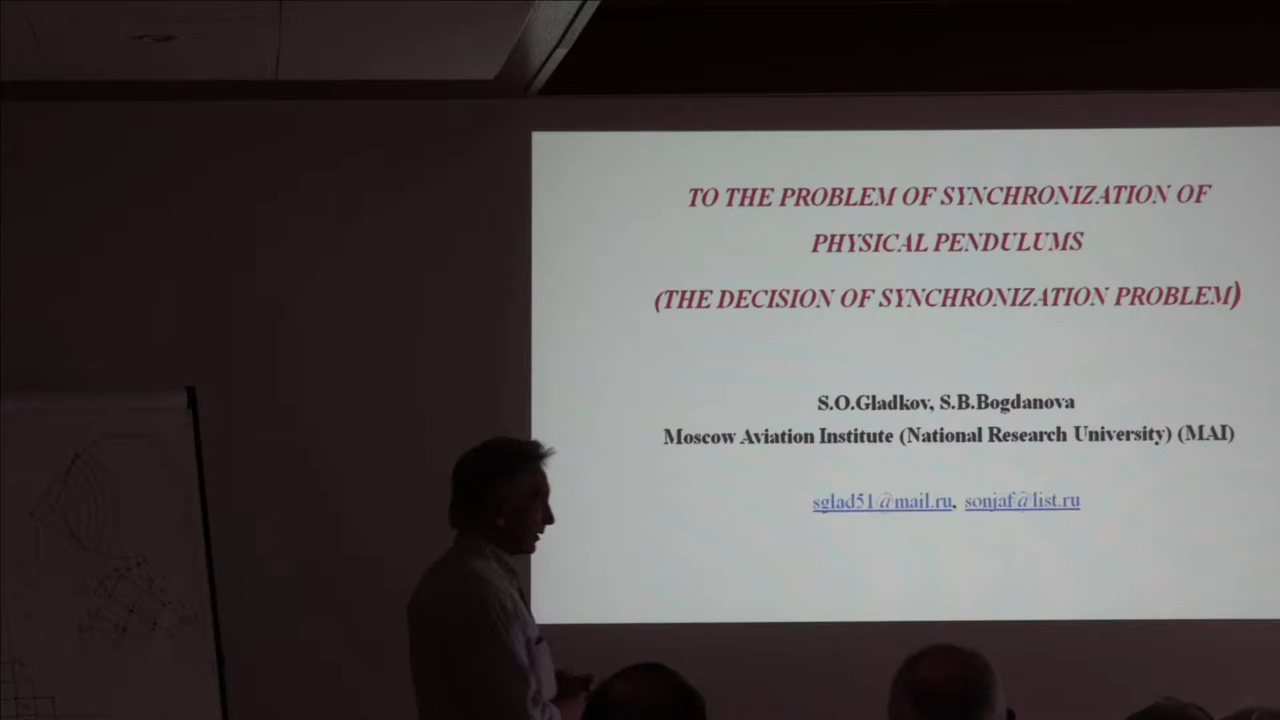 TO THE PROBLEM OF SYNCHRONIZATION OF
PHYSICAL PENDULUMS
(THE DECISION OF SYNCHRONIZATION PROBLEM)
S.O.Gladkov, S.B.Bogdanova
Moscow Aviation Institute (National Research University) (MAI)
sglad51@mail.ru, sonjaf@list.ru